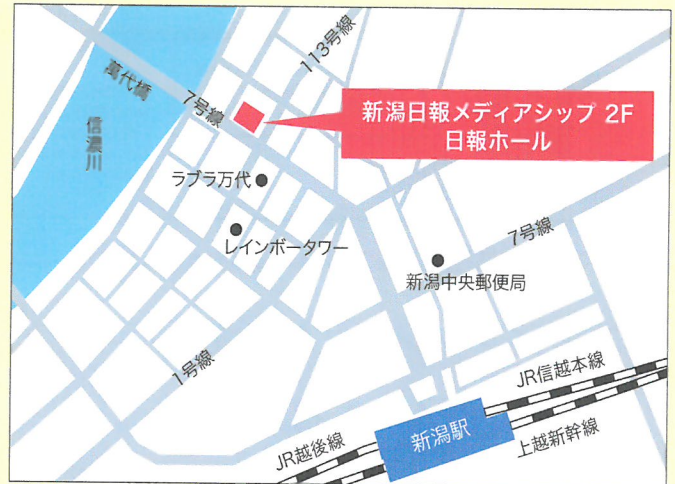 113号線
萬代橋
7号線
新潟日報メディアシップ 2F
日報ホール
信濃川
ラブラ万代
レインボータワー
7号線
新潟中央郵便局
1号線
JR信越本線
新潟駅
上越新幹線
JR越後線